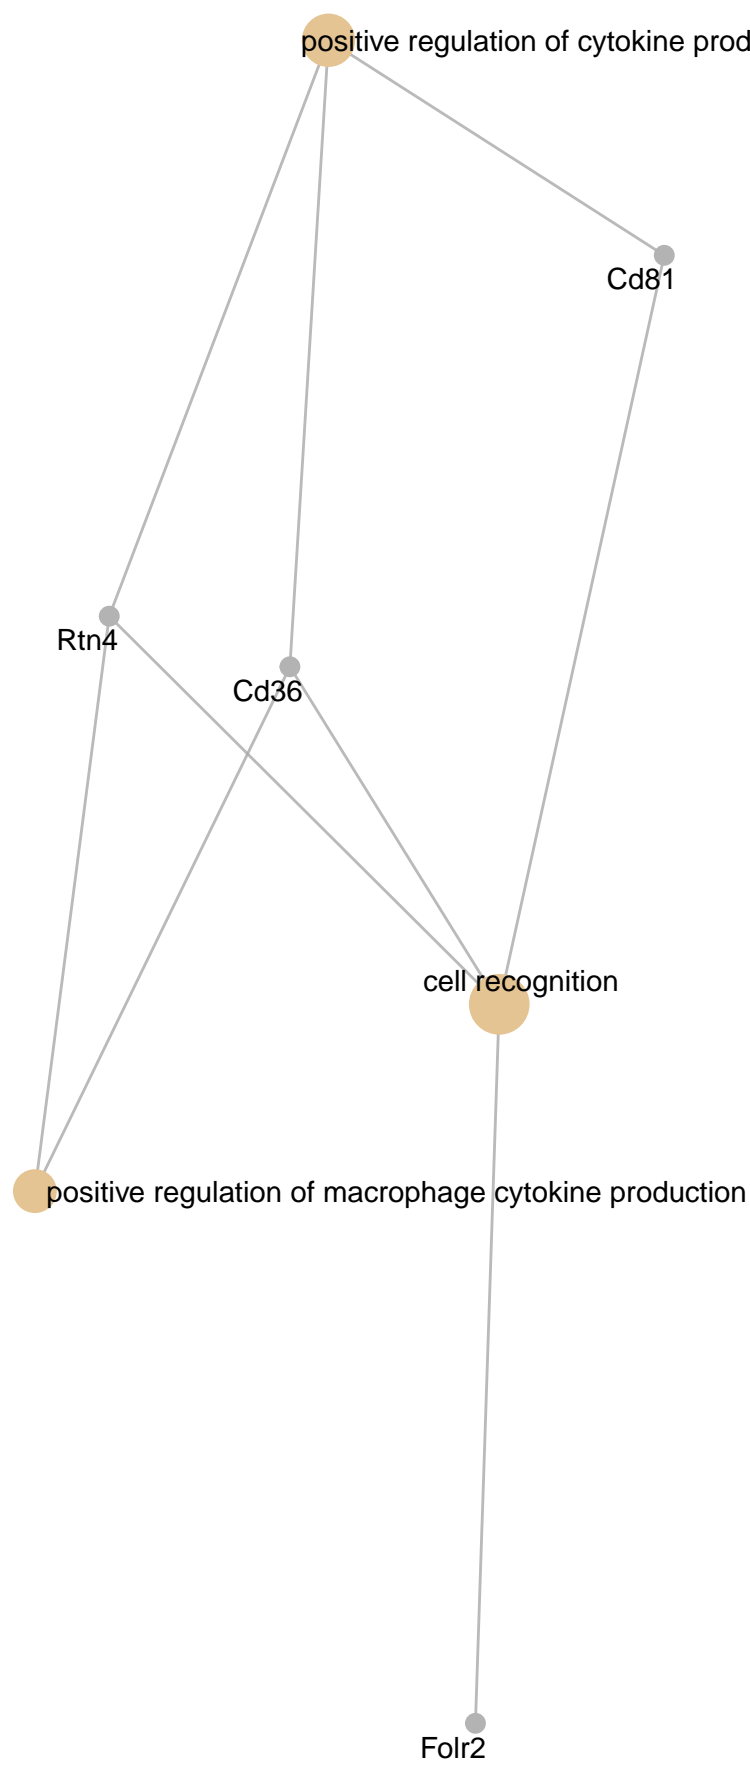 positive regulation of cytokine prod
Cd81
Rtn4
Cd36
cell recognition
positive regulation of macrophage cytokine production
Folr2